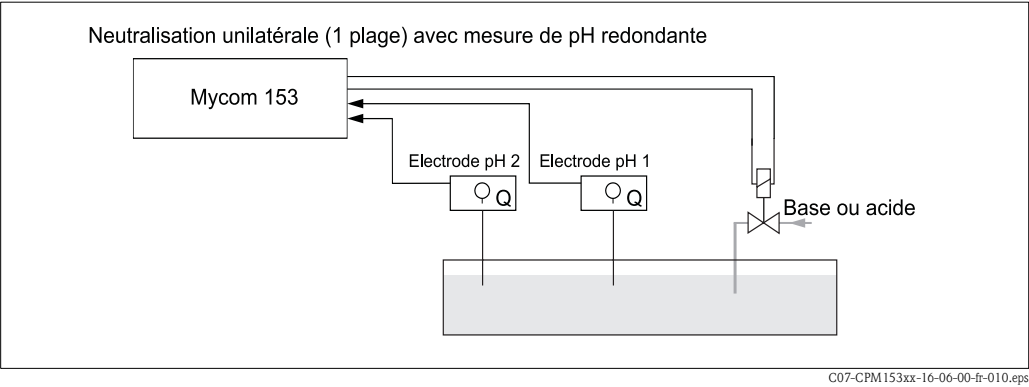 Neutralisation unilatérale (1 plage) avec mesure de pH redondante
Mycom 153
Electrode pH 2
Electrode pH 1
Q
Q
Base ou acide
C07-CPM153xx-16-06-00-fr-010.eps